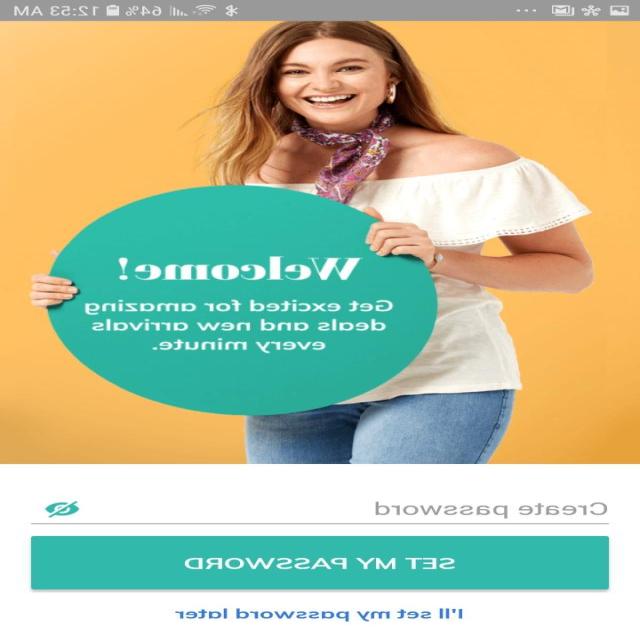 12:53 AM
64%
Welcome!
Get excited for amazing
deals and new arrivals
every minute.
Create password
SET MY PASSWORD
I'll set my password later